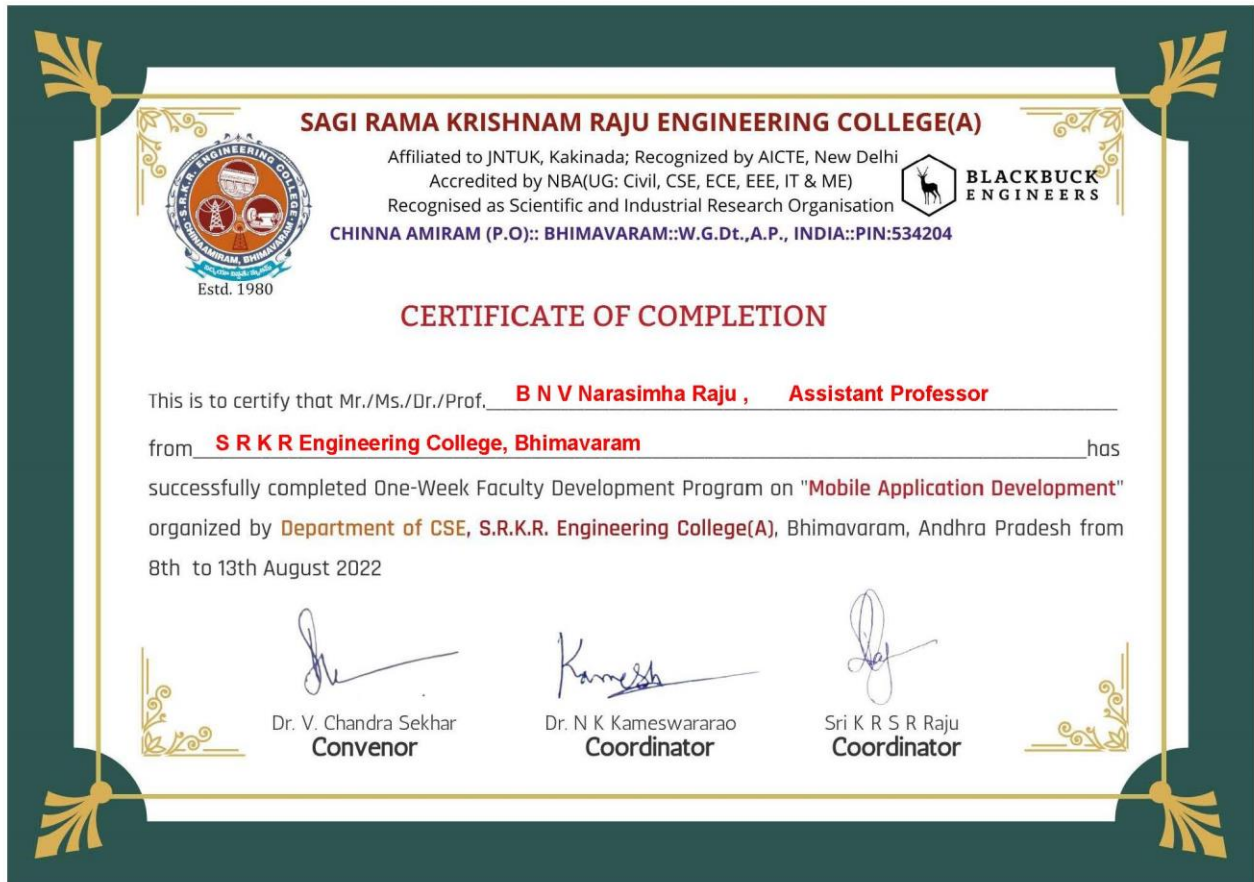 SAGI RAMA KRISHNAM RAJU ENGINEERING COLLEGE(A)
Affiliated to JNTUK, Kakinada; Recognized by AICTE, New Delhi
Accredited by NBA(UG: Civil, CSE, ECE, EEE, IT & ME)
Recognised as Scientific and Industrial Research Organisation
CHINNA AMIRAM (P.O):: BHIMAVARAM::W.G.Dt.,A.P., INDIA::PIN:534204
S.R.K.R. ENGINEERING COLLEGE
CHINAAMIRAM, BHIMAVARAM
Estd. 1980
BLACKBUCK
ENGINEERS
CERTIFICATE OF COMPLETION
This is to certify that Mr./Ms./Dr./Prof. B N V Narasimha Raju , Assistant Professor
from S R K R Engineering College, Bhimavaram has
successfully completed One-Week Faculty Development Program on "Mobile Application Development"
organized by Department of CSE, S.R.K.R. Engineering College(A), Bhimavaram, Andhra Pradesh from
8th to 13th August 2022
Kamesh
Dr. V. Chandra Sekhar
Convenor
Dr. N K Kameswararao
Coordinator
Sri K R S R Raju
Coordinator